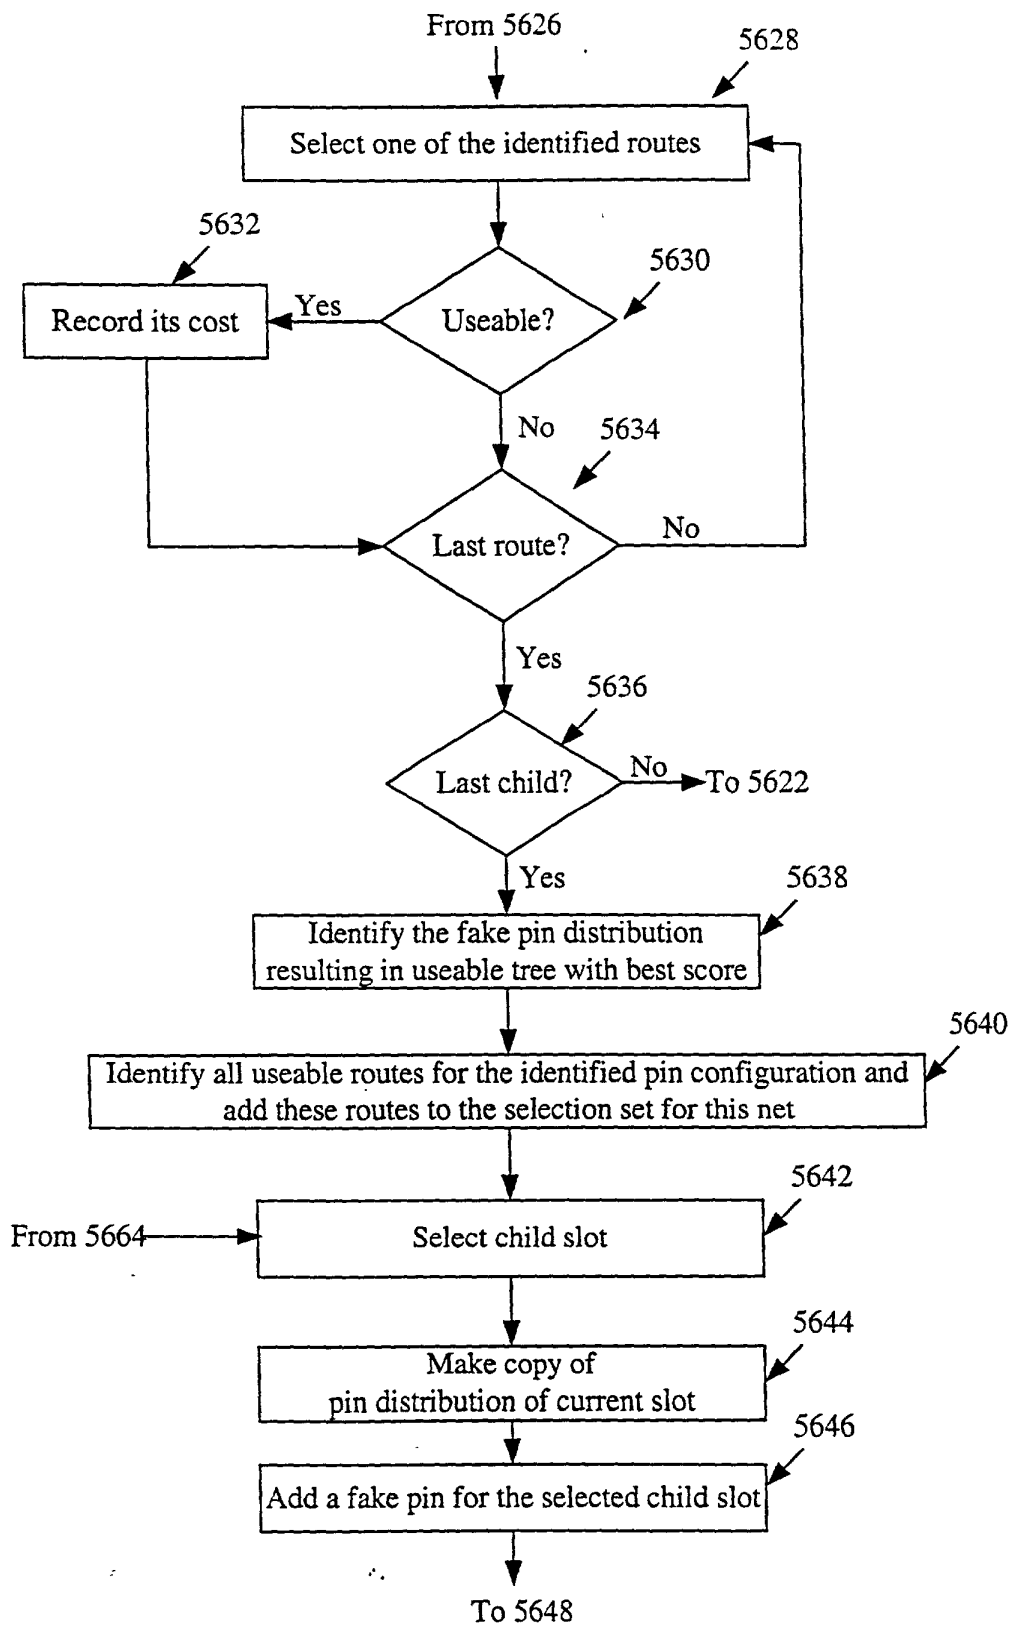 From 5626
5628
Select one of the identified routes
5632
5630
Record its cost
Yes
Useable?
No
5634
Last route?
No
Yes
5636
Last child?
No
To 5622
Yes
5638
Identify the fake pin distribution
resulting in useable tree with best score
5640
Identify all useable routes for the identified pin configuration and
add these routes to the selection set for this net
5642
From 5664
Select child slot
5644
Make copy of
pin distribution of current slot
5646
Add a fake pin for the selected child slot
To 5648